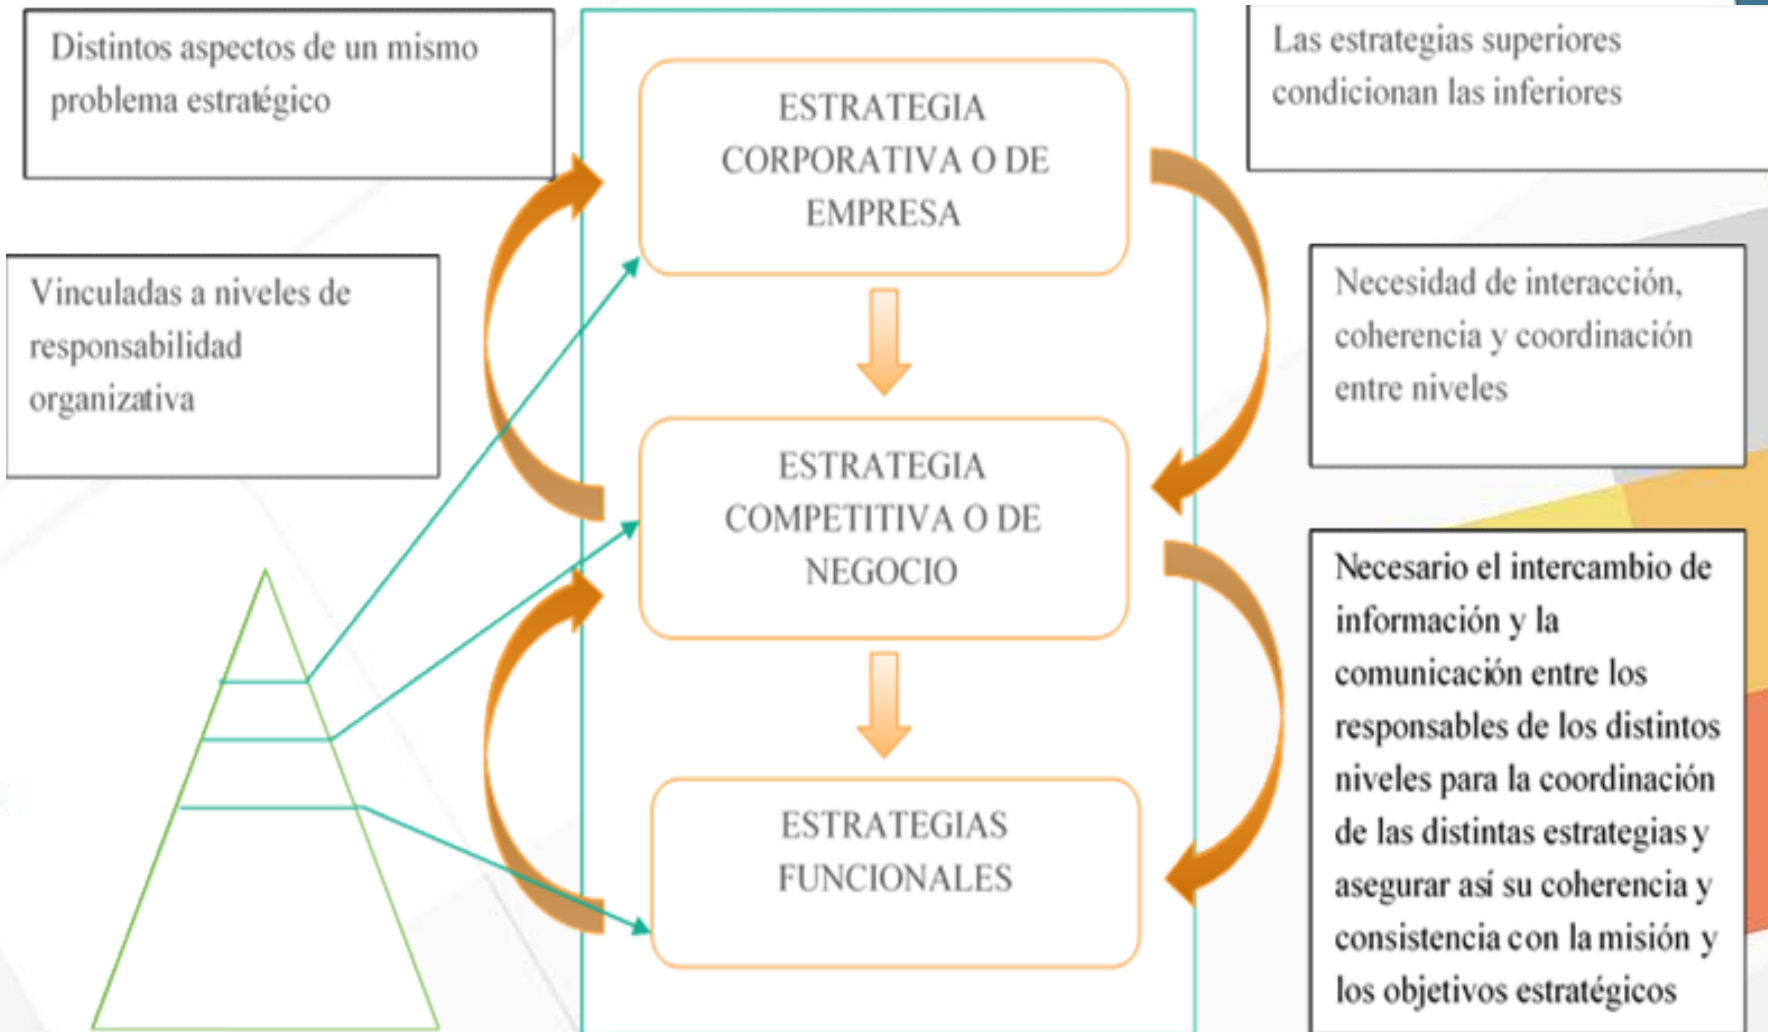 Distintos aspectos de un mismo
problema estratégico
Vinculadas a niveles de
responsabilidad
organizativa
ESTRATEGIA
CORPORATIVA O DE
EMPRESA
ESTRATEGIA
COMPETITIVA O DE
NEGOCIO
ESTRATEGIAS
FUNCIONALES
Las estrategias superiores
condicionan las inferiores
Necesidad de interacción,
coherencia y coordinación
entre niveles
Necesario el intercambio de
información y la
comunicación entre los
responsables de los distintos
niveles para la coordinación
de las distintas estrategias y
asegurar así su coherencia y
consistencia con la misión y
los objetivos estratégicos